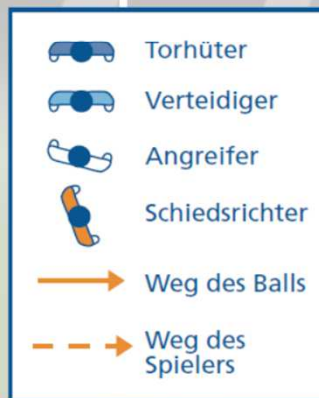 Torhüter
Verteidiger
Angreifer
Schiedsrichter
Weg des Balls
Weg des
Spielers